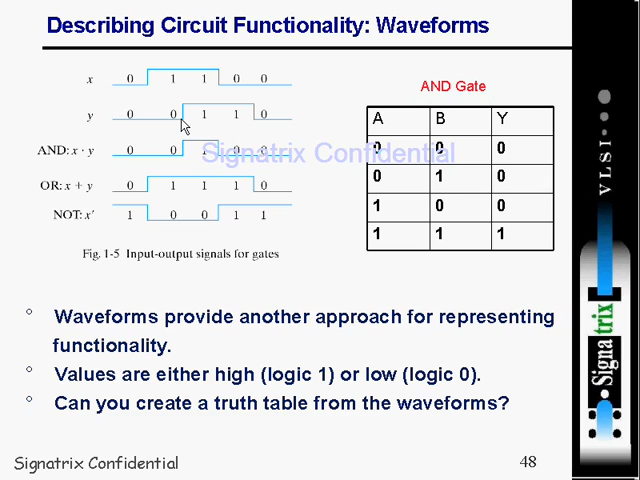 Describing Circuit Functionality: Waveforms
x 0 1 1 0 0
y 0 0 1 1 0
AND: x · y 0 0 1 0 0
OR: x + y 0 1 1 1 0
NOT: x' 1 0 0 1 1
Fig. 1-5 Input-output signals for gates
AND Gate
A B Y
0 0 0
0 1 0
1 0 0
1 1 1
Signatrix Confidential
° Waveforms provide another approach for representing
functionality.
° Values are either high (logic 1) or low (logic 0).
° Can you create a truth table from the waveforms?
Signatrix Confidential
48
VLSI
Signatrix